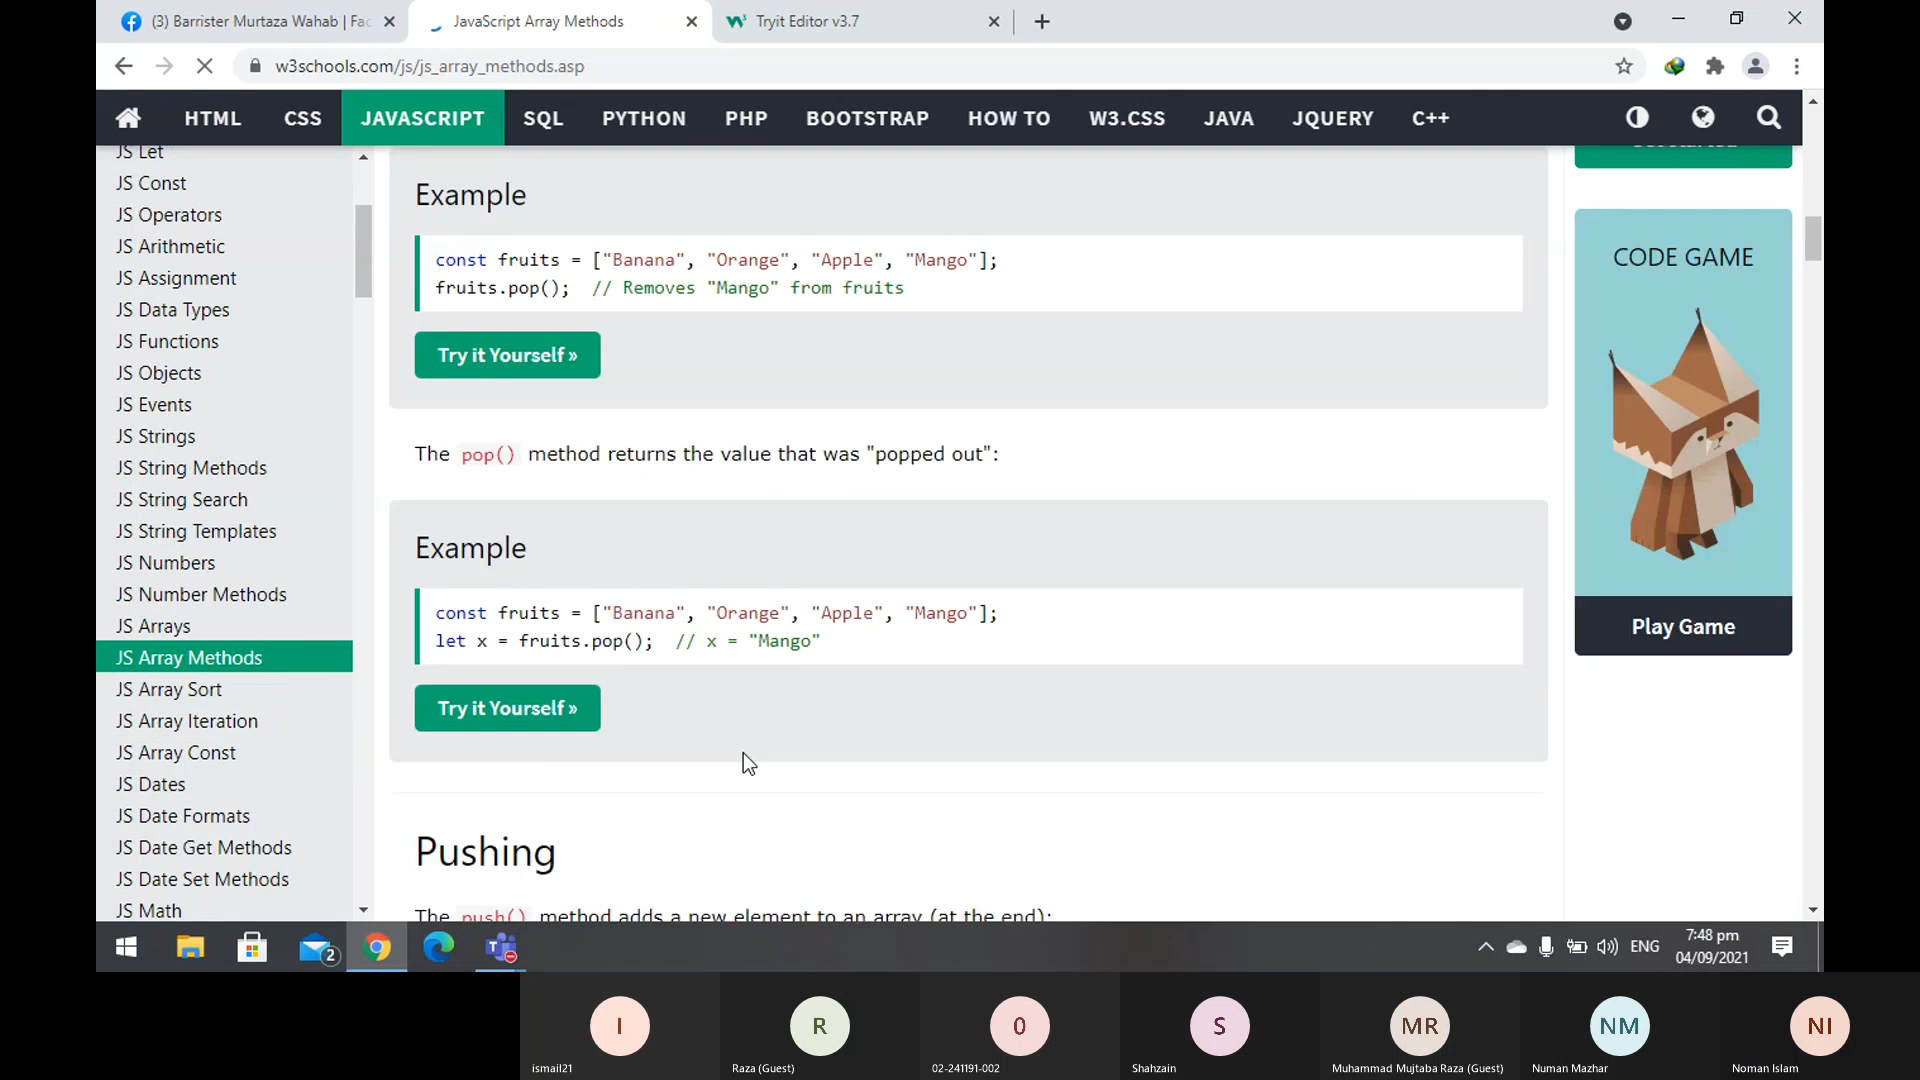 (3) Barrister Murtaza Wahab | Fac
JavaScript Array Methods
Tryit Editor v3.7
w3schools.com/js/js_array_methods.asp
HTML CSS JAVASCRIPT SQL PYTHON PHP BOOTSTRAP HOW TO W3.CSS JAVA JQUERY C++
JS Let
JS Const
JS Operators
JS Arithmetic
JS Assignment
JS Data Types
JS Functions
JS Objects
JS Events
JS Strings
JS String Methods
JS String Search
JS String Templates
JS Numbers
JS Number Methods
JS Arrays
JS Array Methods
JS Array Sort
JS Array Iteration
JS Array Const
JS Dates
JS Date Formats
JS Date Get Methods
JS Date Set Methods
JS Math
Example
const fruits = ["Banana", "Orange", "Apple", "Mango"];
fruits.pop(); // Removes "Mango" from fruits
Try it Yourself »
The pop() method returns the value that was "popped out":
Example
const fruits = ["Banana", "Orange", "Apple", "Mango"];
let x = fruits.pop(); // x = "Mango"
Try it Yourself »
Pushing
The push() method adds a new element to an array (at the end):
CODE GAME
Play Game
2
T
ENG
7:48 pm
04/09/2021
I
R
0
S
MR
NM
NI
ismail21
Raza (Guest)
02-241191-002
Shahzain
Muhammad Mujtaba Raza (Guest)
Numan Mazhar
Noman Islam